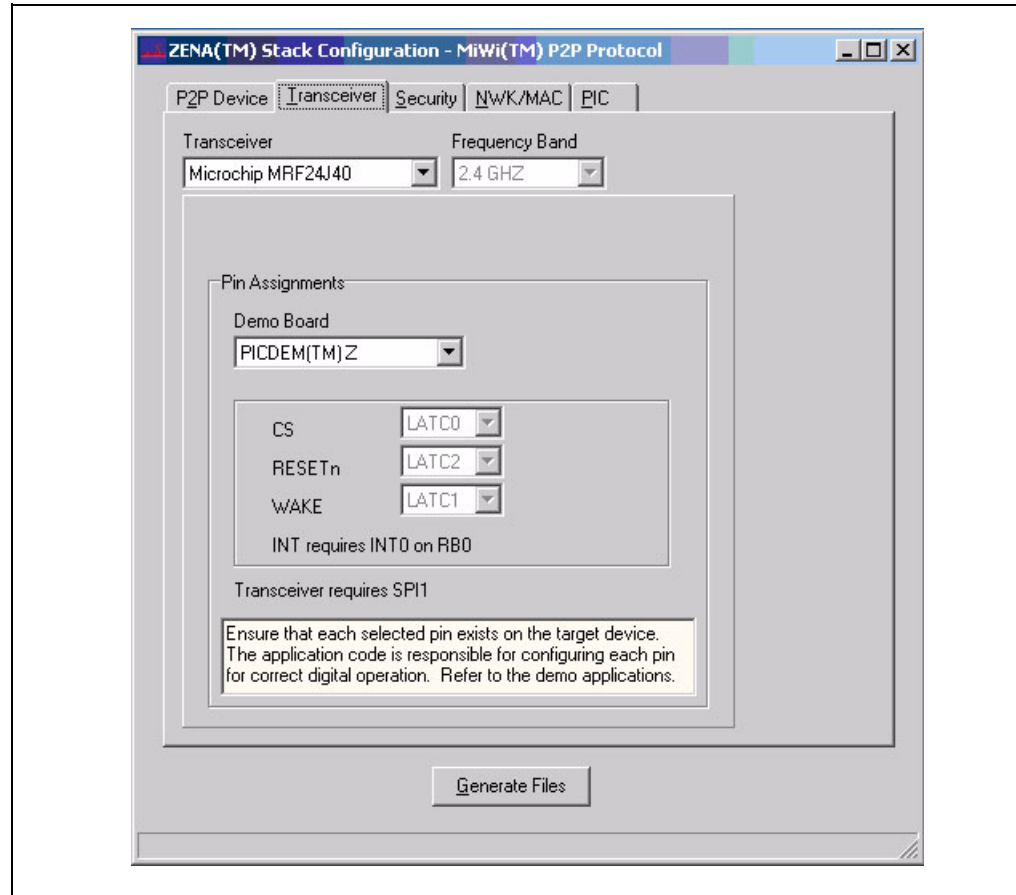 ZENA(TM) Stack Configuration - MiWi(TM) P2P Protocol
P2P Device Transceiver Security NWK/MAC PIC
Transceiver Frequency Band
Microchip MRF24J40 2.4 GHZ
Pin Assignments
Demo Board
PICDEM(TM) Z
CS LATC0
RESETn LATC2
WAKE LATC1
INT requires INT0 on RB0
Transceiver requires SPI1
Ensure that each selected pin exists on the target device.
The application code is responsible for configuring each pin
for correct digital operation.  Refer to the demo applications.
Generate Files